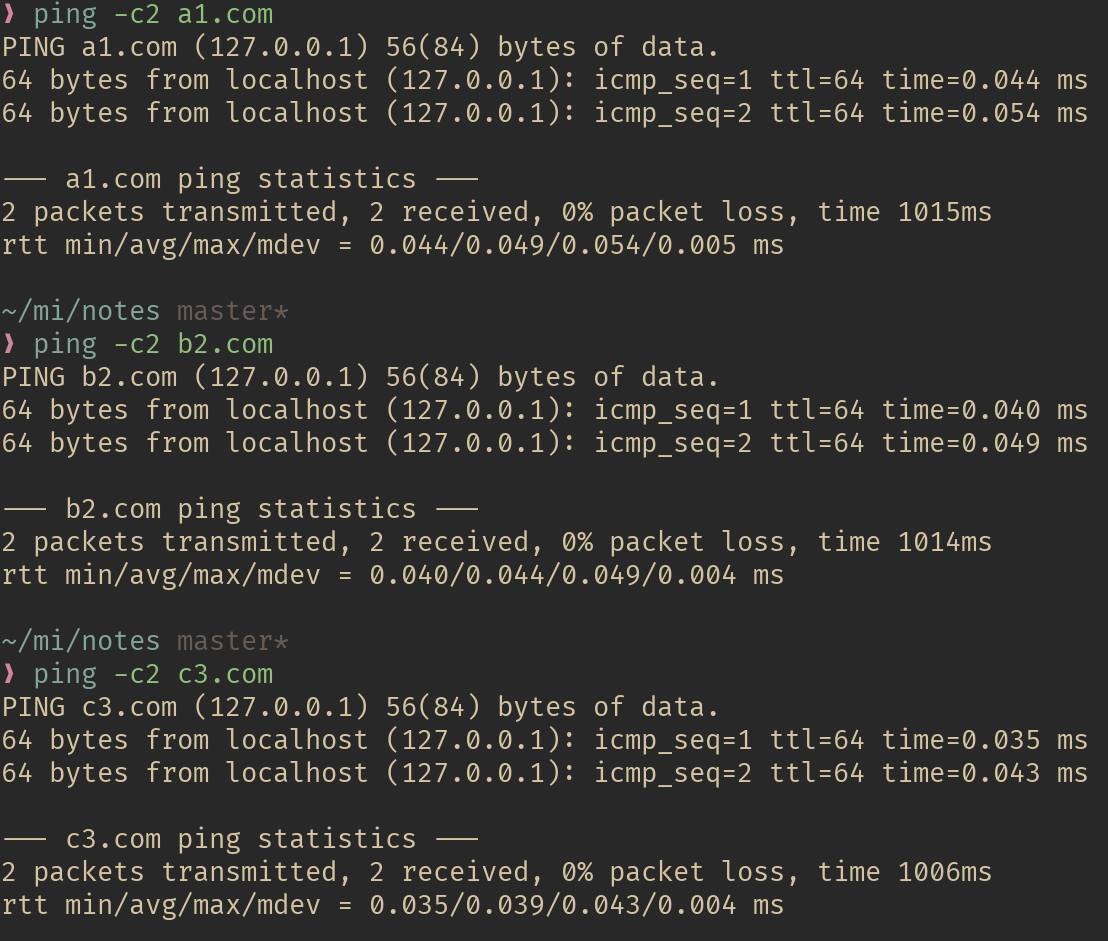 ❯ ping -c2 a1.com
PING a1.com (127.0.0.1) 56(84) bytes of data.
64 bytes from localhost (127.0.0.1): icmp_seq=1 ttl=64 time=0.044 ms
64 bytes from localhost (127.0.0.1): icmp_seq=2 ttl=64 time=0.054 ms
--- a1.com ping statistics ---
2 packets transmitted, 2 received, 0% packet loss, time 1015ms
rtt min/avg/max/mdev = 0.044/0.049/0.054/0.005 ms
~/mi/notes master*
❯ ping -c2 b2.com
PING b2.com (127.0.0.1) 56(84) bytes of data.
64 bytes from localhost (127.0.0.1): icmp_seq=1 ttl=64 time=0.040 ms
64 bytes from localhost (127.0.0.1): icmp_seq=2 ttl=64 time=0.049 ms
--- b2.com ping statistics ---
2 packets transmitted, 2 received, 0% packet loss, time 1014ms
rtt min/avg/max/mdev = 0.040/0.044/0.049/0.004 ms
~/mi/notes master*
❯ ping -c2 c3.com
PING c3.com (127.0.0.1) 56(84) bytes of data.
64 bytes from localhost (127.0.0.1): icmp_seq=1 ttl=64 time=0.035 ms
64 bytes from localhost (127.0.0.1): icmp_seq=2 ttl=64 time=0.043 ms
--- c3.com ping statistics ---
2 packets transmitted, 2 received, 0% packet loss, time 1006ms
rtt min/avg/max/mdev = 0.035/0.039/0.043/0.004 ms